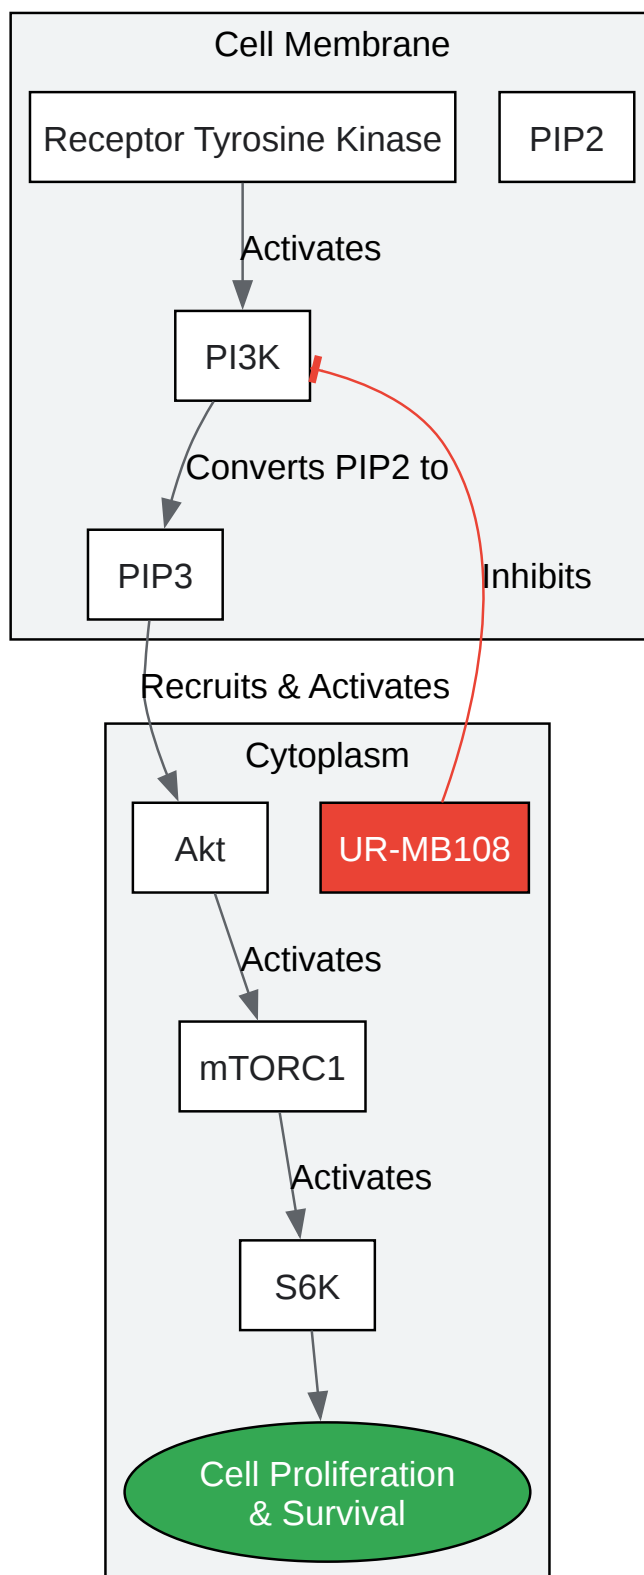 Cell Membrane
Receptor Tyrosine Kinase
PIP2
Activates
PI3K
Converts PIP2 to
PIP3
Inhibits
Recruits & Activates
Cytoplasm
Akt
UR-MB108
Activates
mTORC1
Activates
S6K
Cell Proliferation
& Survival